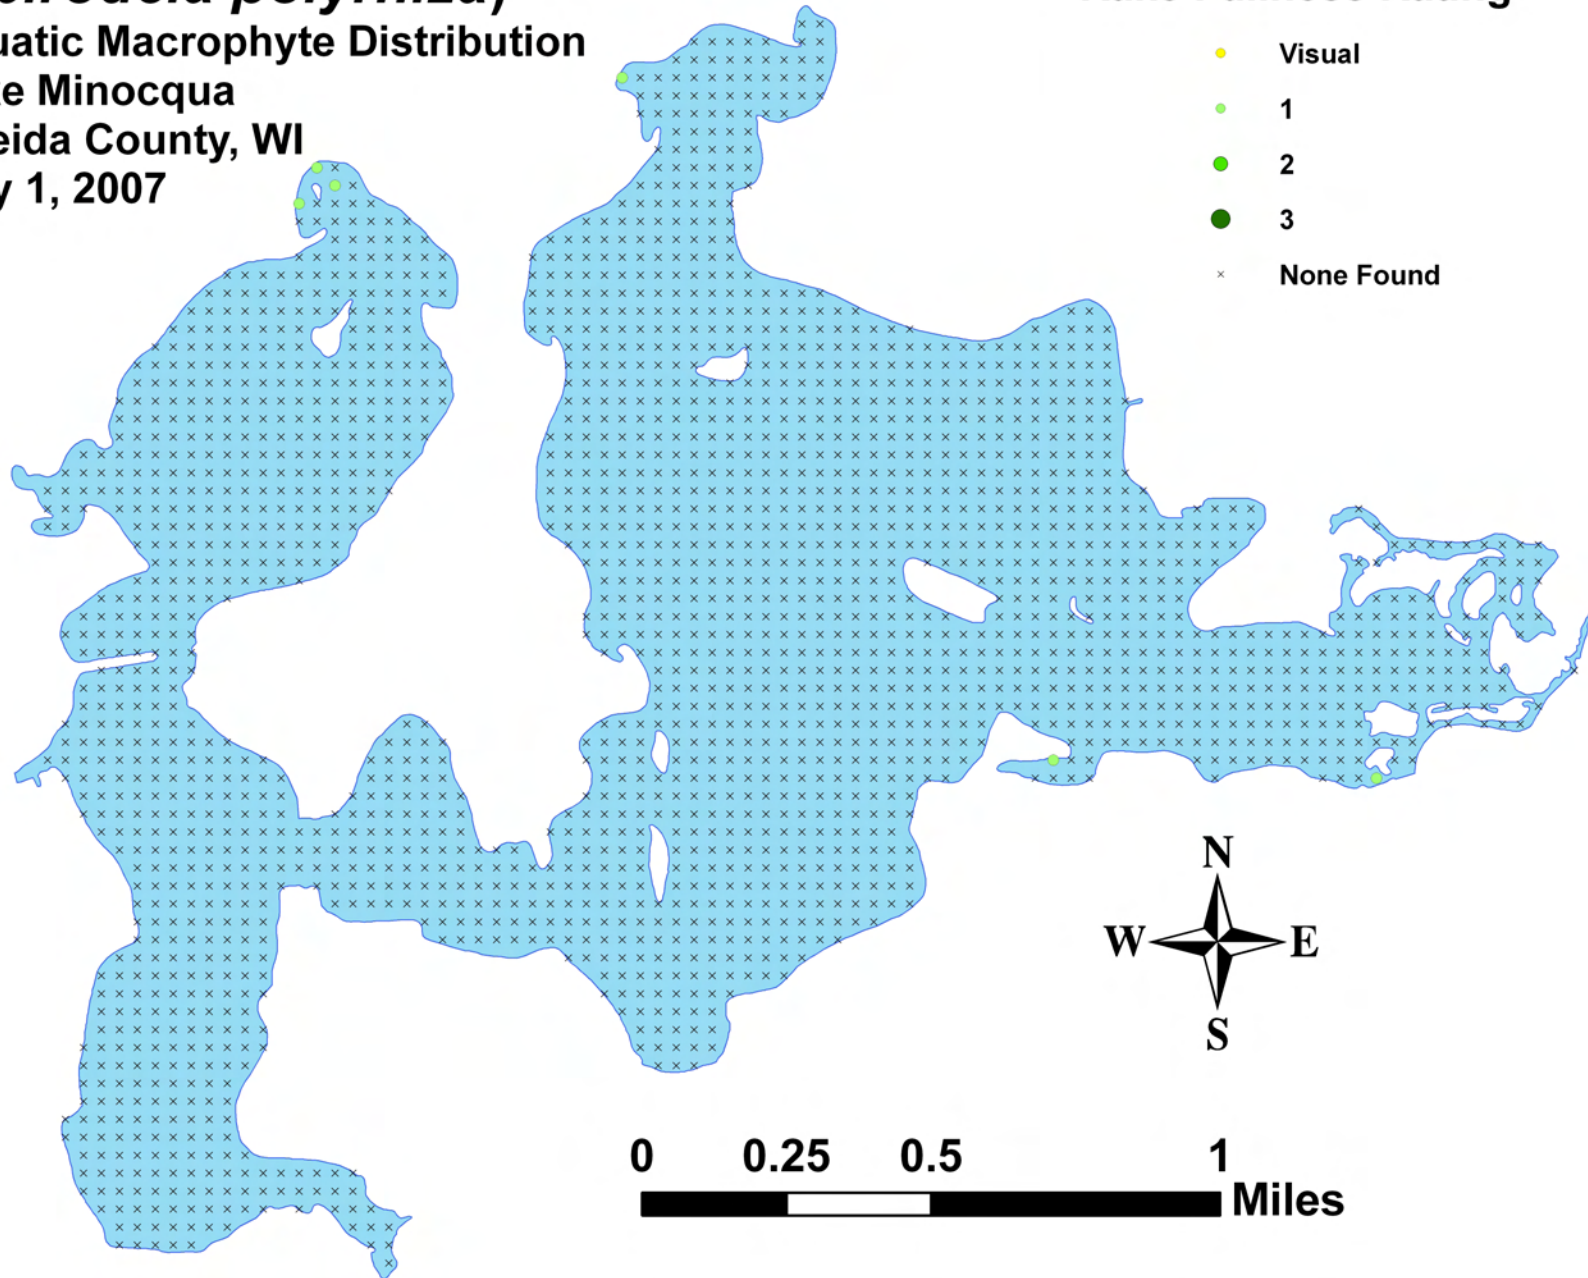 polyrhiza)
uatic Macrophyte Distribution
e Minocqua
eida County, WI
y 1, 2007
Visual
1
2
3
None Found
N
W E
S
0 0.25 0.5 1
Miles